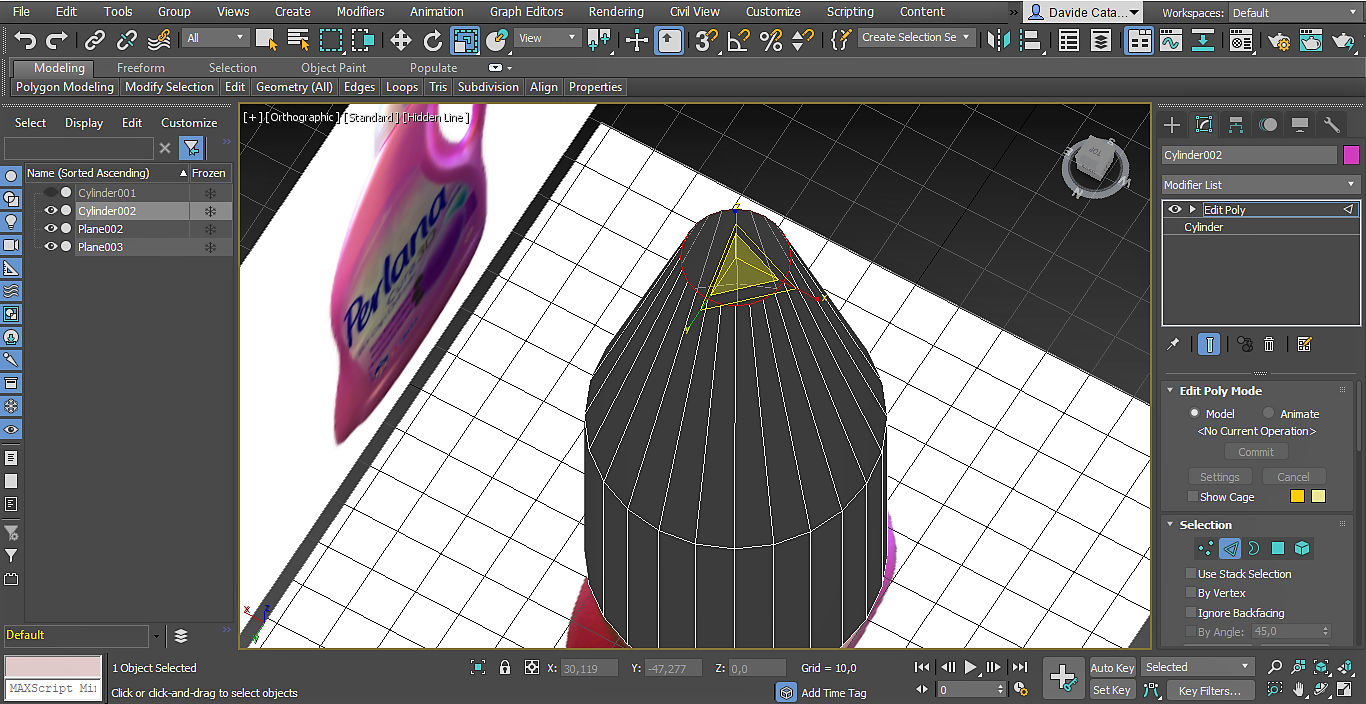 File Edit Tools Group Views Create Modifiers Animation Graph Editors Rendering Civil View Customize Scripting Content » Davide Cata... Workspaces: Default
All View Create Selection Se
Modeling Freeform Selection Object Paint Populate
Polygon Modeling Modify Selection Edit Geometry (All) Edges Loops Tris Subdivision Align Properties
Select Display Edit Customize
Name (Sorted Ascending) Frozen
Cylinder001
Cylinder002
Plane002
Plane003
Default
[+] [Orthographic] [Standard] [Hidden Line]
Perlana
TOP
S
N
x
y
z
x
y
z
Cylinder002
Modifier List
Edit Poly
Cylinder
Edit Poly Mode
Model Animate
<No Current Operation>
Commit
Settings Cancel
Show Cage
Selection
Use Stack Selection
By Vertex
Ignore Backfacing
By Angle: 45,0
MAXScript Mi
1 Object Selected
Click or click-and-drag to select objects
X: 30,119 Y: -47,277 Z: 0,0 Grid = 10,0
Add Time Tag
0
Auto Key Selected
Set Key Key Filters...